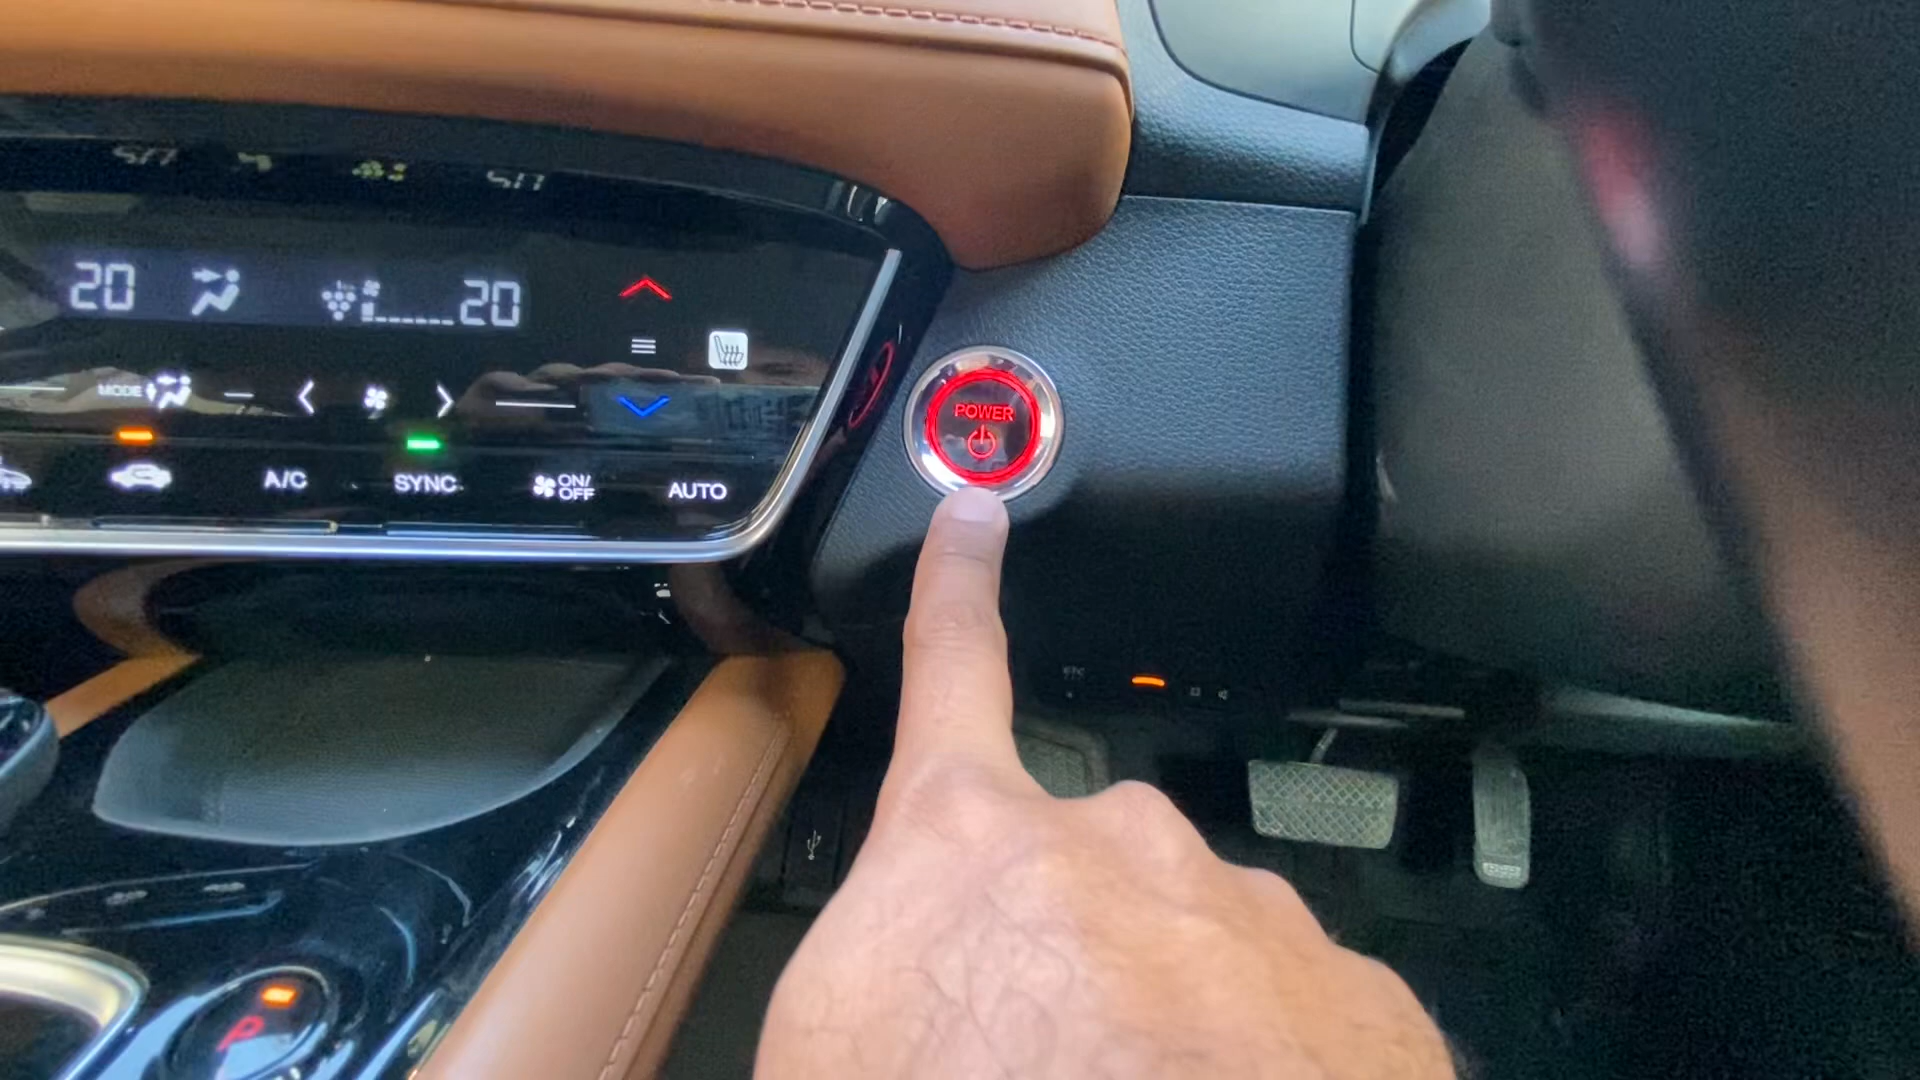 20 20
MODE
POWER
A/C SYNC ON/
OFF AUTO
P